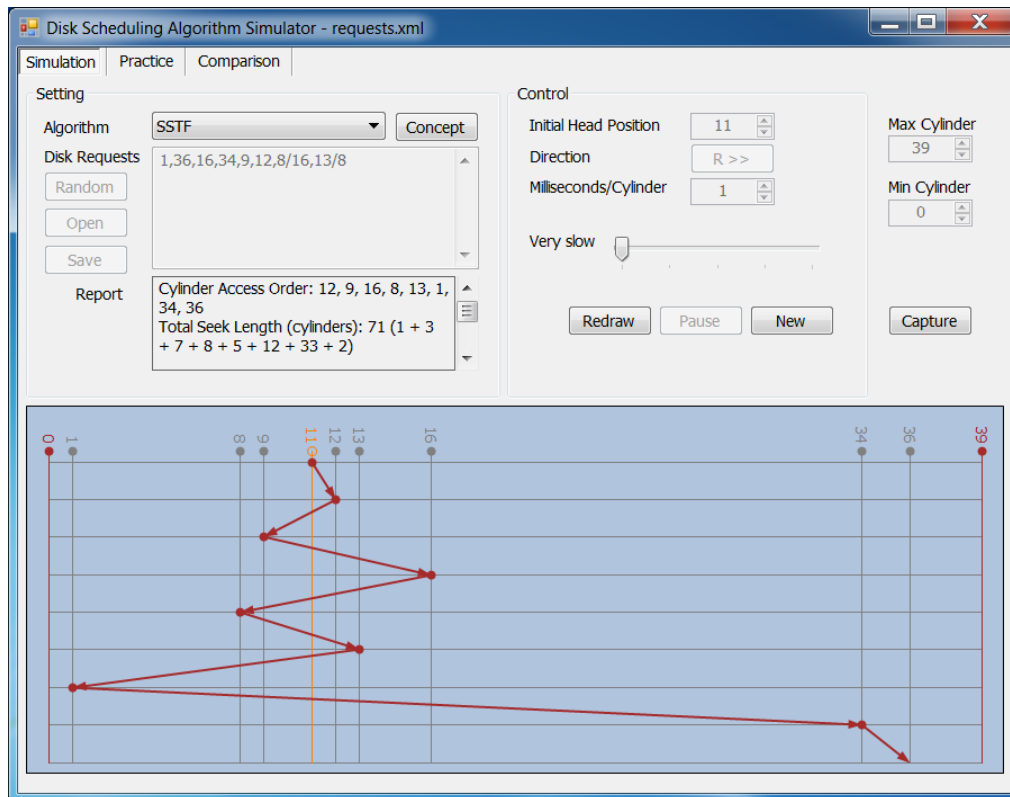 Disk Scheduling Algorithm Simulator - requests.xml
Simulation Practice Comparison
Setting
Algorithm SSTF Concept
Disk Requests 1,36,16,34,9,12,8/16,13/8
Random
Open
Save
Report Cylinder Access Order: 12, 9, 16, 8, 13, 1,
34, 36
Total Seek Length (cylinders): 71 (1 + 3
+ 7 + 8 + 5 + 12 + 33 + 2)
Control
Initial Head Position 11
Direction R >>
Milliseconds/Cylinder 1
Very slow
Redraw Pause New
Max Cylinder
39
Min Cylinder
0
Capture
0 1 8 9 11 12 13 16 34 36 39